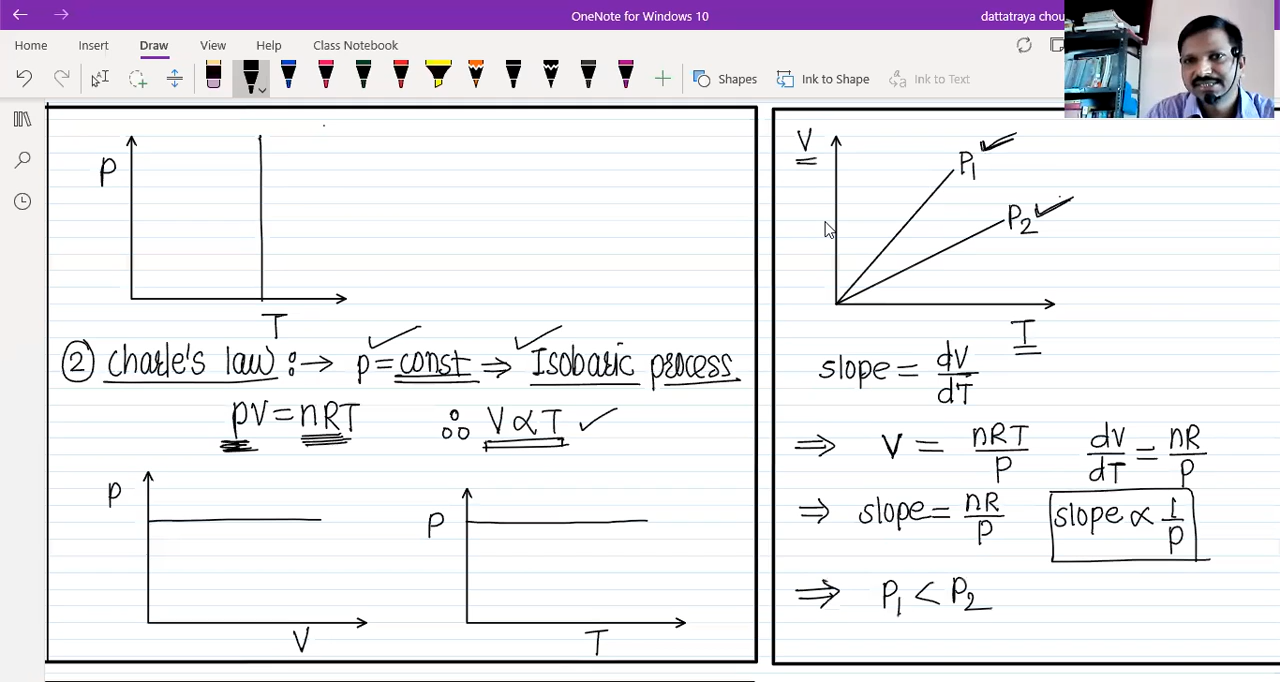 OneNote for Windows 10
dattatraya chou
Home Insert Draw View Help Class Notebook
Shapes Ink to Shape Ink to Text
P
T
② Charle's law :→ p = const ⇒ Isobaric process
pV = nRT ∴ V ∝ T
P
V
P
T
V
P₁
P₂
T
slope = dV/dT
⇒ V = nRT/P dV/dT = nR/P
⇒ slope = nR/P slope ∝ 1/P
⇒ P₁ < P₂